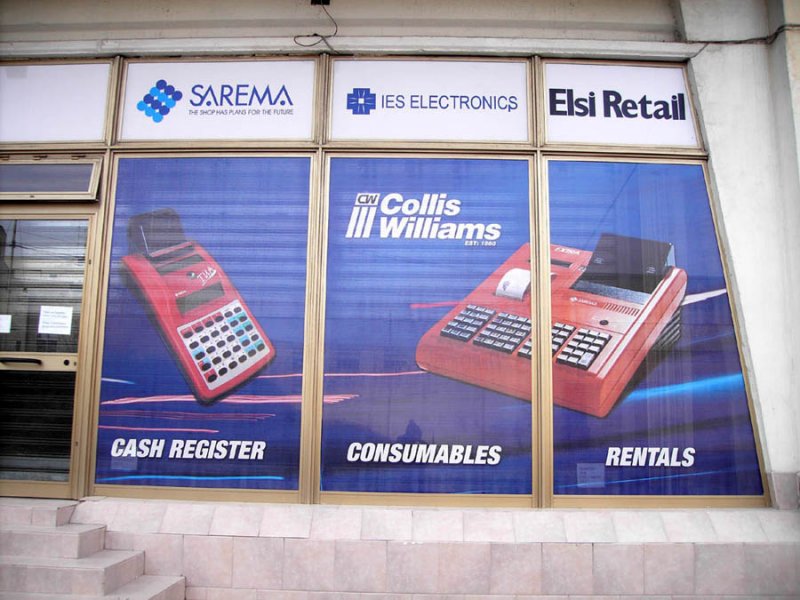 SAREMA
THE SHOP HAS PLANS FOR THE FUTURE
IES ELECTRONICS
Elsi Retail
CW
Collis
Williams
EST: 1960
SAREMA
CASH REGISTER
CONSUMABLES
RENTALS